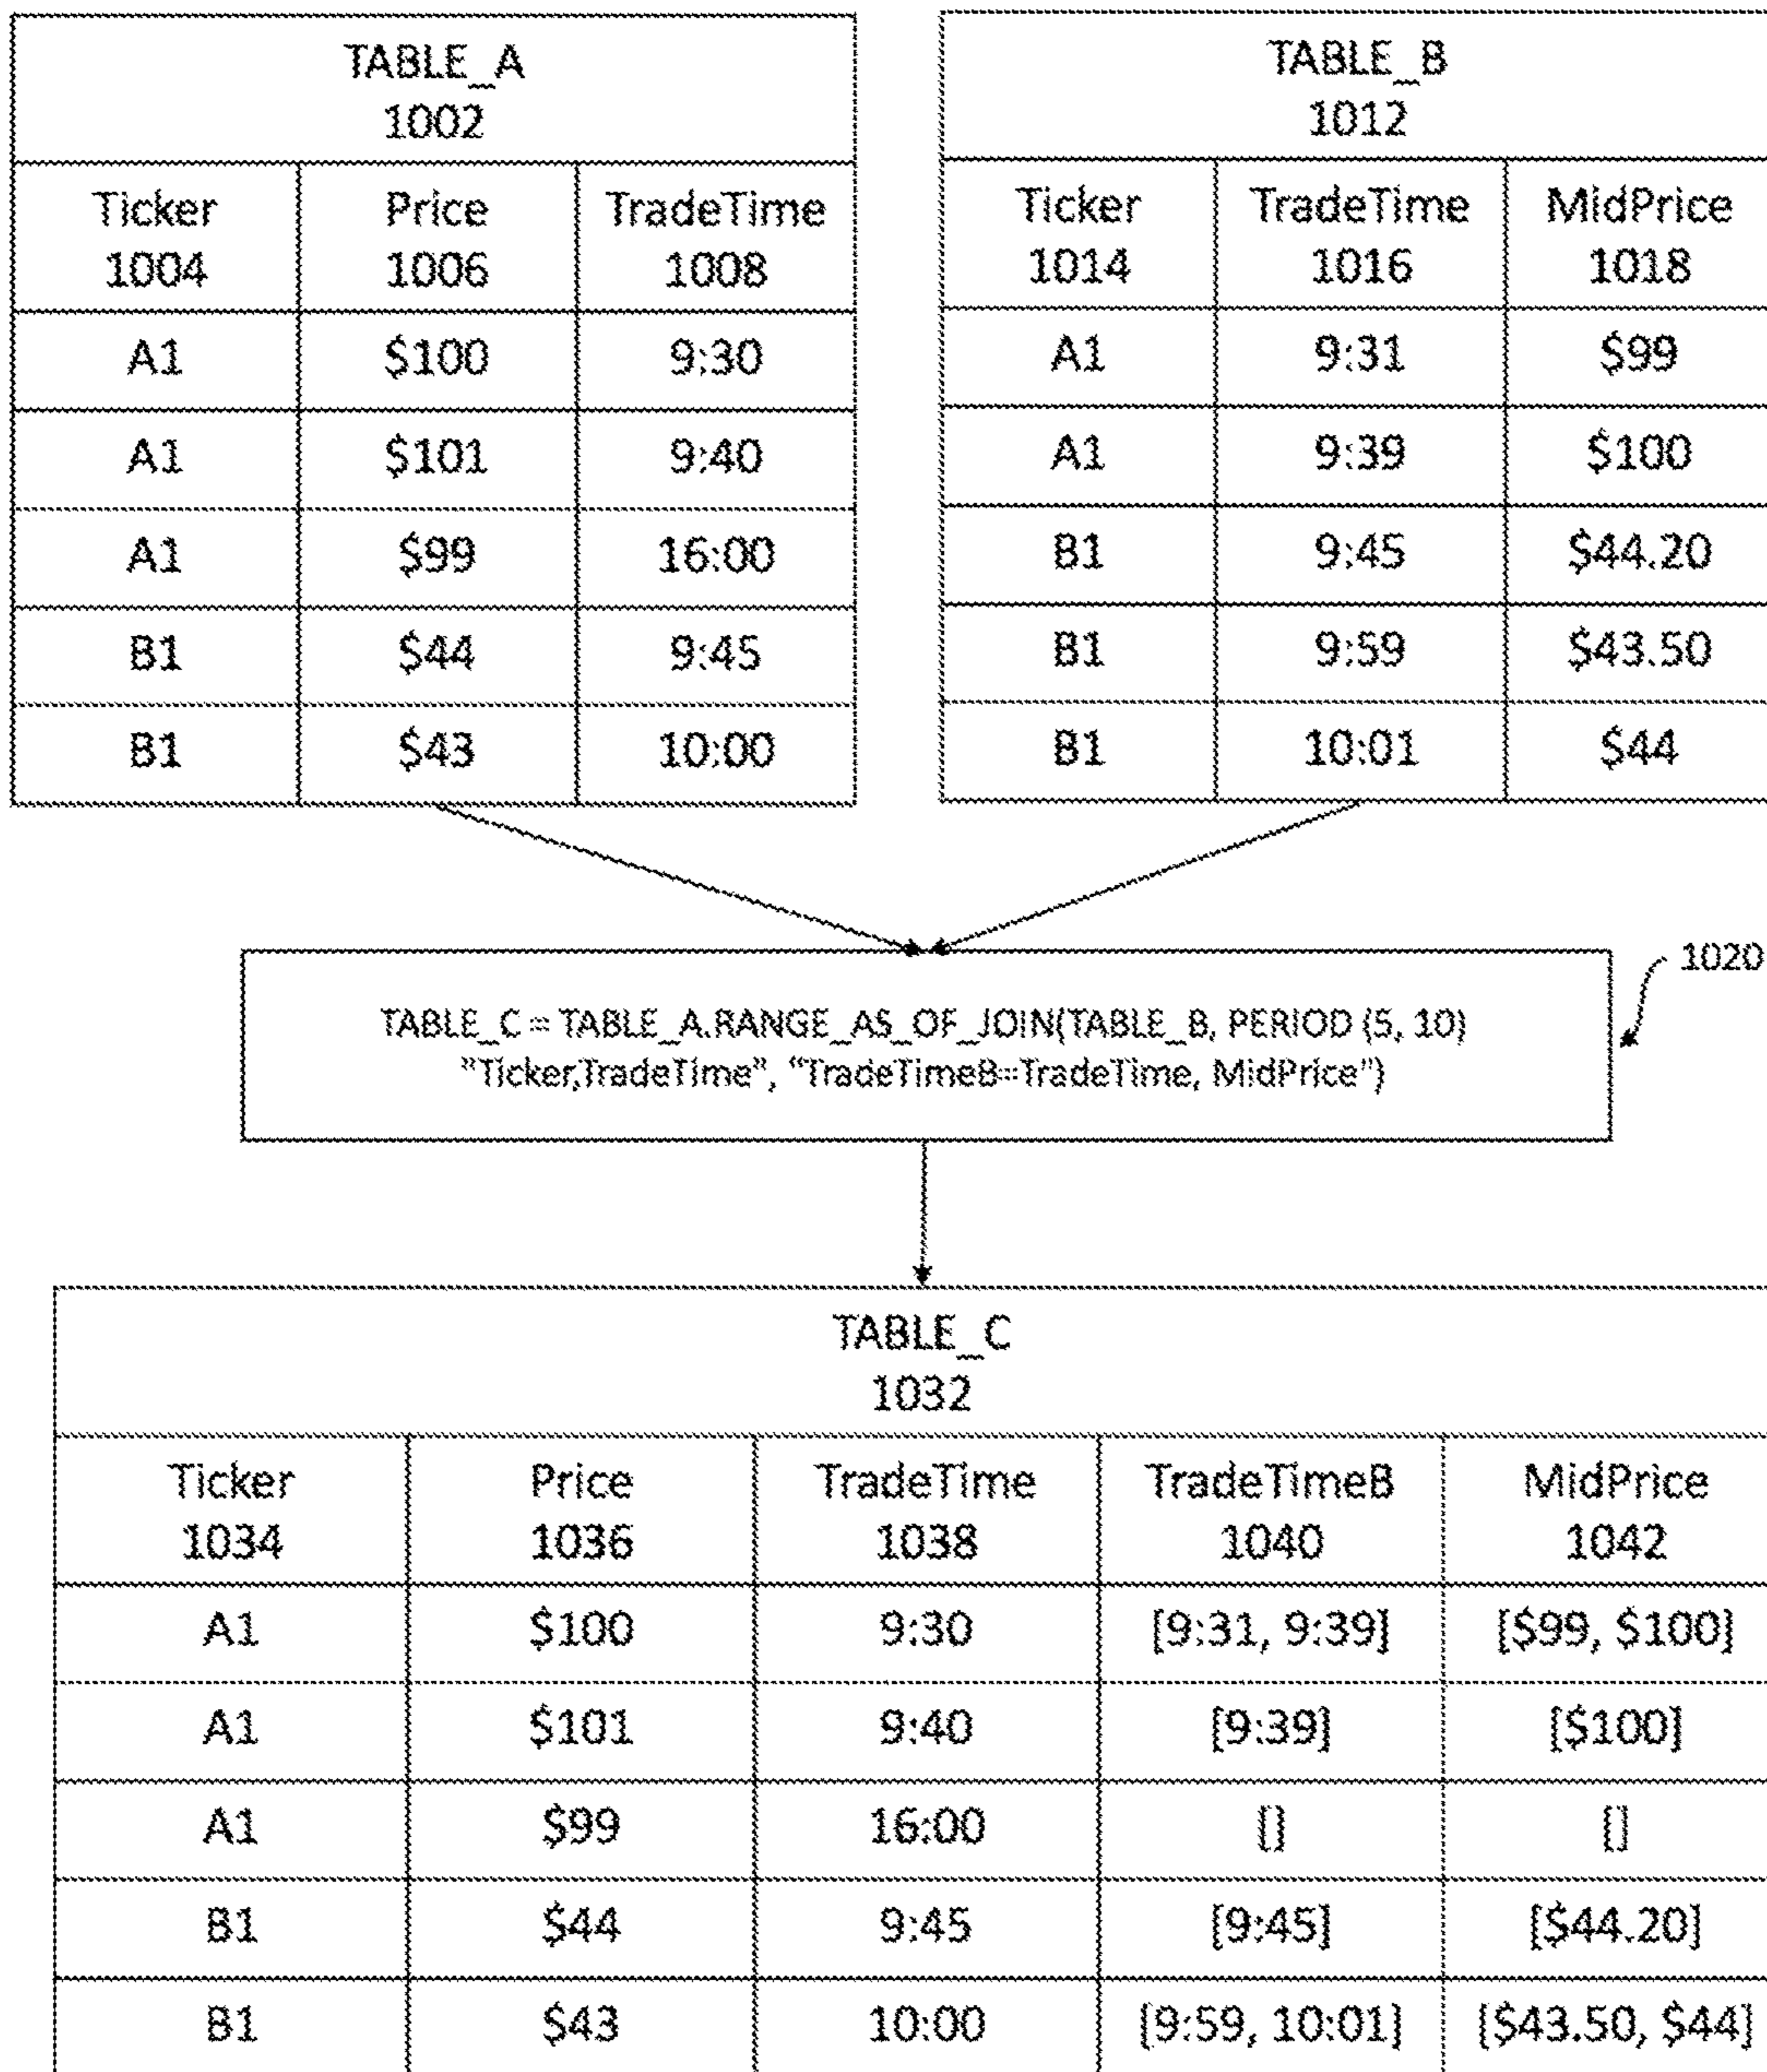 TABLE_A
1002
Ticker Price TradeTime
1004 1006 1008
A1 $100 9:30
A1 $101 9:40
A1 $99 16:00
B1 $44 9:45
B1 $43 10:00
TABLE_B
1012
Ticker TradeTime MidPrice
1014 1016 1018
A1 9:31 $99
A1 9:39 $100
B1 9:45 $44.20
B1 9:59 $43.50
B1 10:01 $44
1020
TABLE_C = TABLE_A.RANGE_AS_OF_JOIN(TABLE_B, PERIOD (5, 10)
"Ticker,TradeTime", "TradeTimeB=TradeTime, MidPrice")
TABLE_C
1032
Ticker Price TradeTime TradeTimeB MidPrice
1034 1036 1038 1040 1042
A1 $100 9:30 [9:31, 9:39] [$99, $100]
A1 $101 9:40 [9:39] [$100]
A1 $99 16:00 [] []
B1 $44 9:45 [9:45] [$44.20]
B1 $43 10:00 [9:59, 10:01] [$43.50, $44]